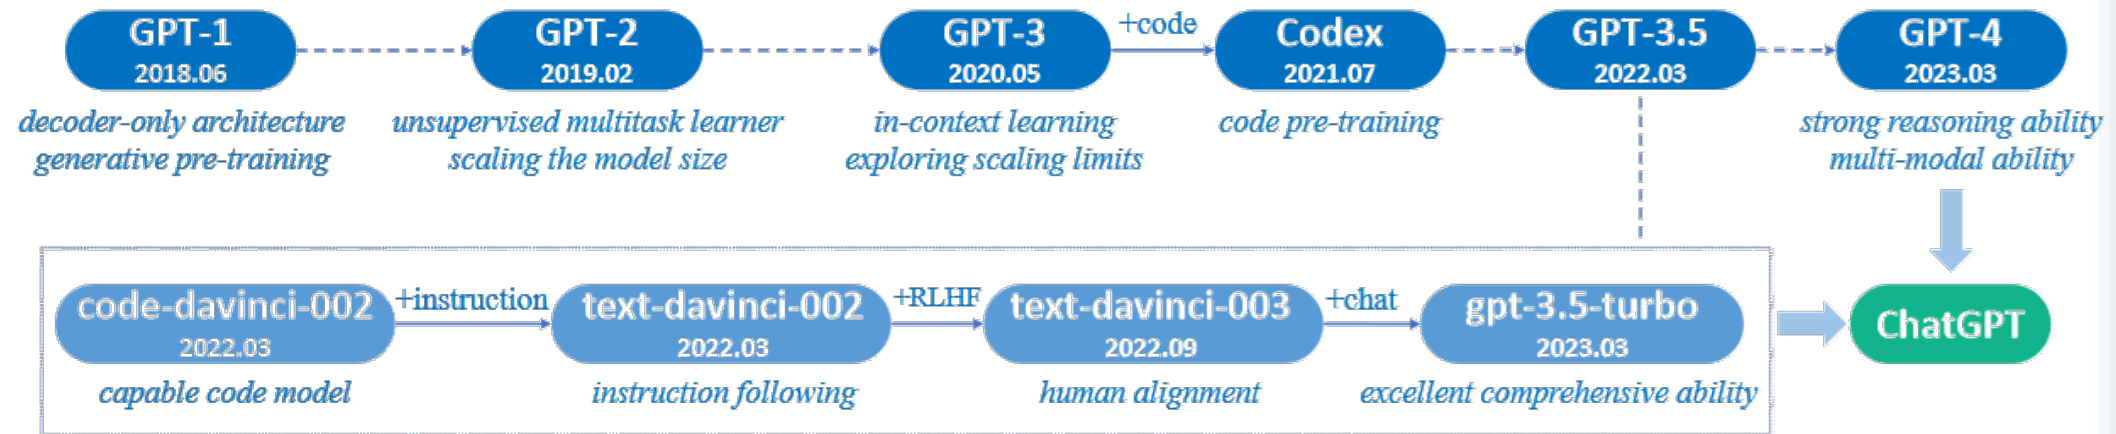 GPT-1
2018.06
decoder-only architecture
generative pre-training
GPT-2
2019.02
unsupervised multitask learner
scaling the model size
GPT-3
2020.05
in-context learning
exploring scaling limits
+code
Codex
2021.07
code pre-training
GPT-3.5
2022.03
GPT-4
2023.03
strong reasoning ability
multi-modal ability
code-davinci-002
2022.03
capable code model
+instruction
text-davinci-002
2022.03
instruction following
+RLHF
text-davinci-003
2022.09
human alignment
+chat
gpt-3.5-turbo
2023.03
excellent comprehensive ability
ChatGPT